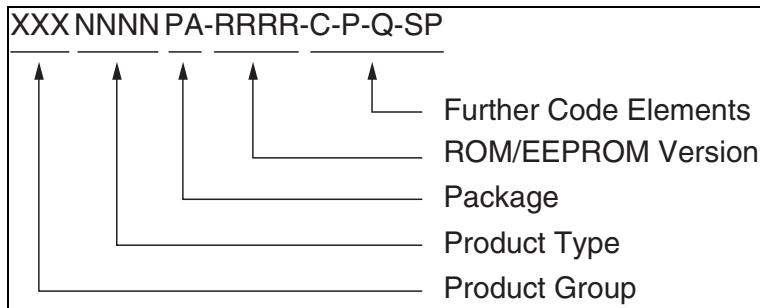 XXX NNNN PA-RRRR-C-P-Q-SP
Further Code Elements
ROM/EEPROM Version
Package
Product Type
Product Group